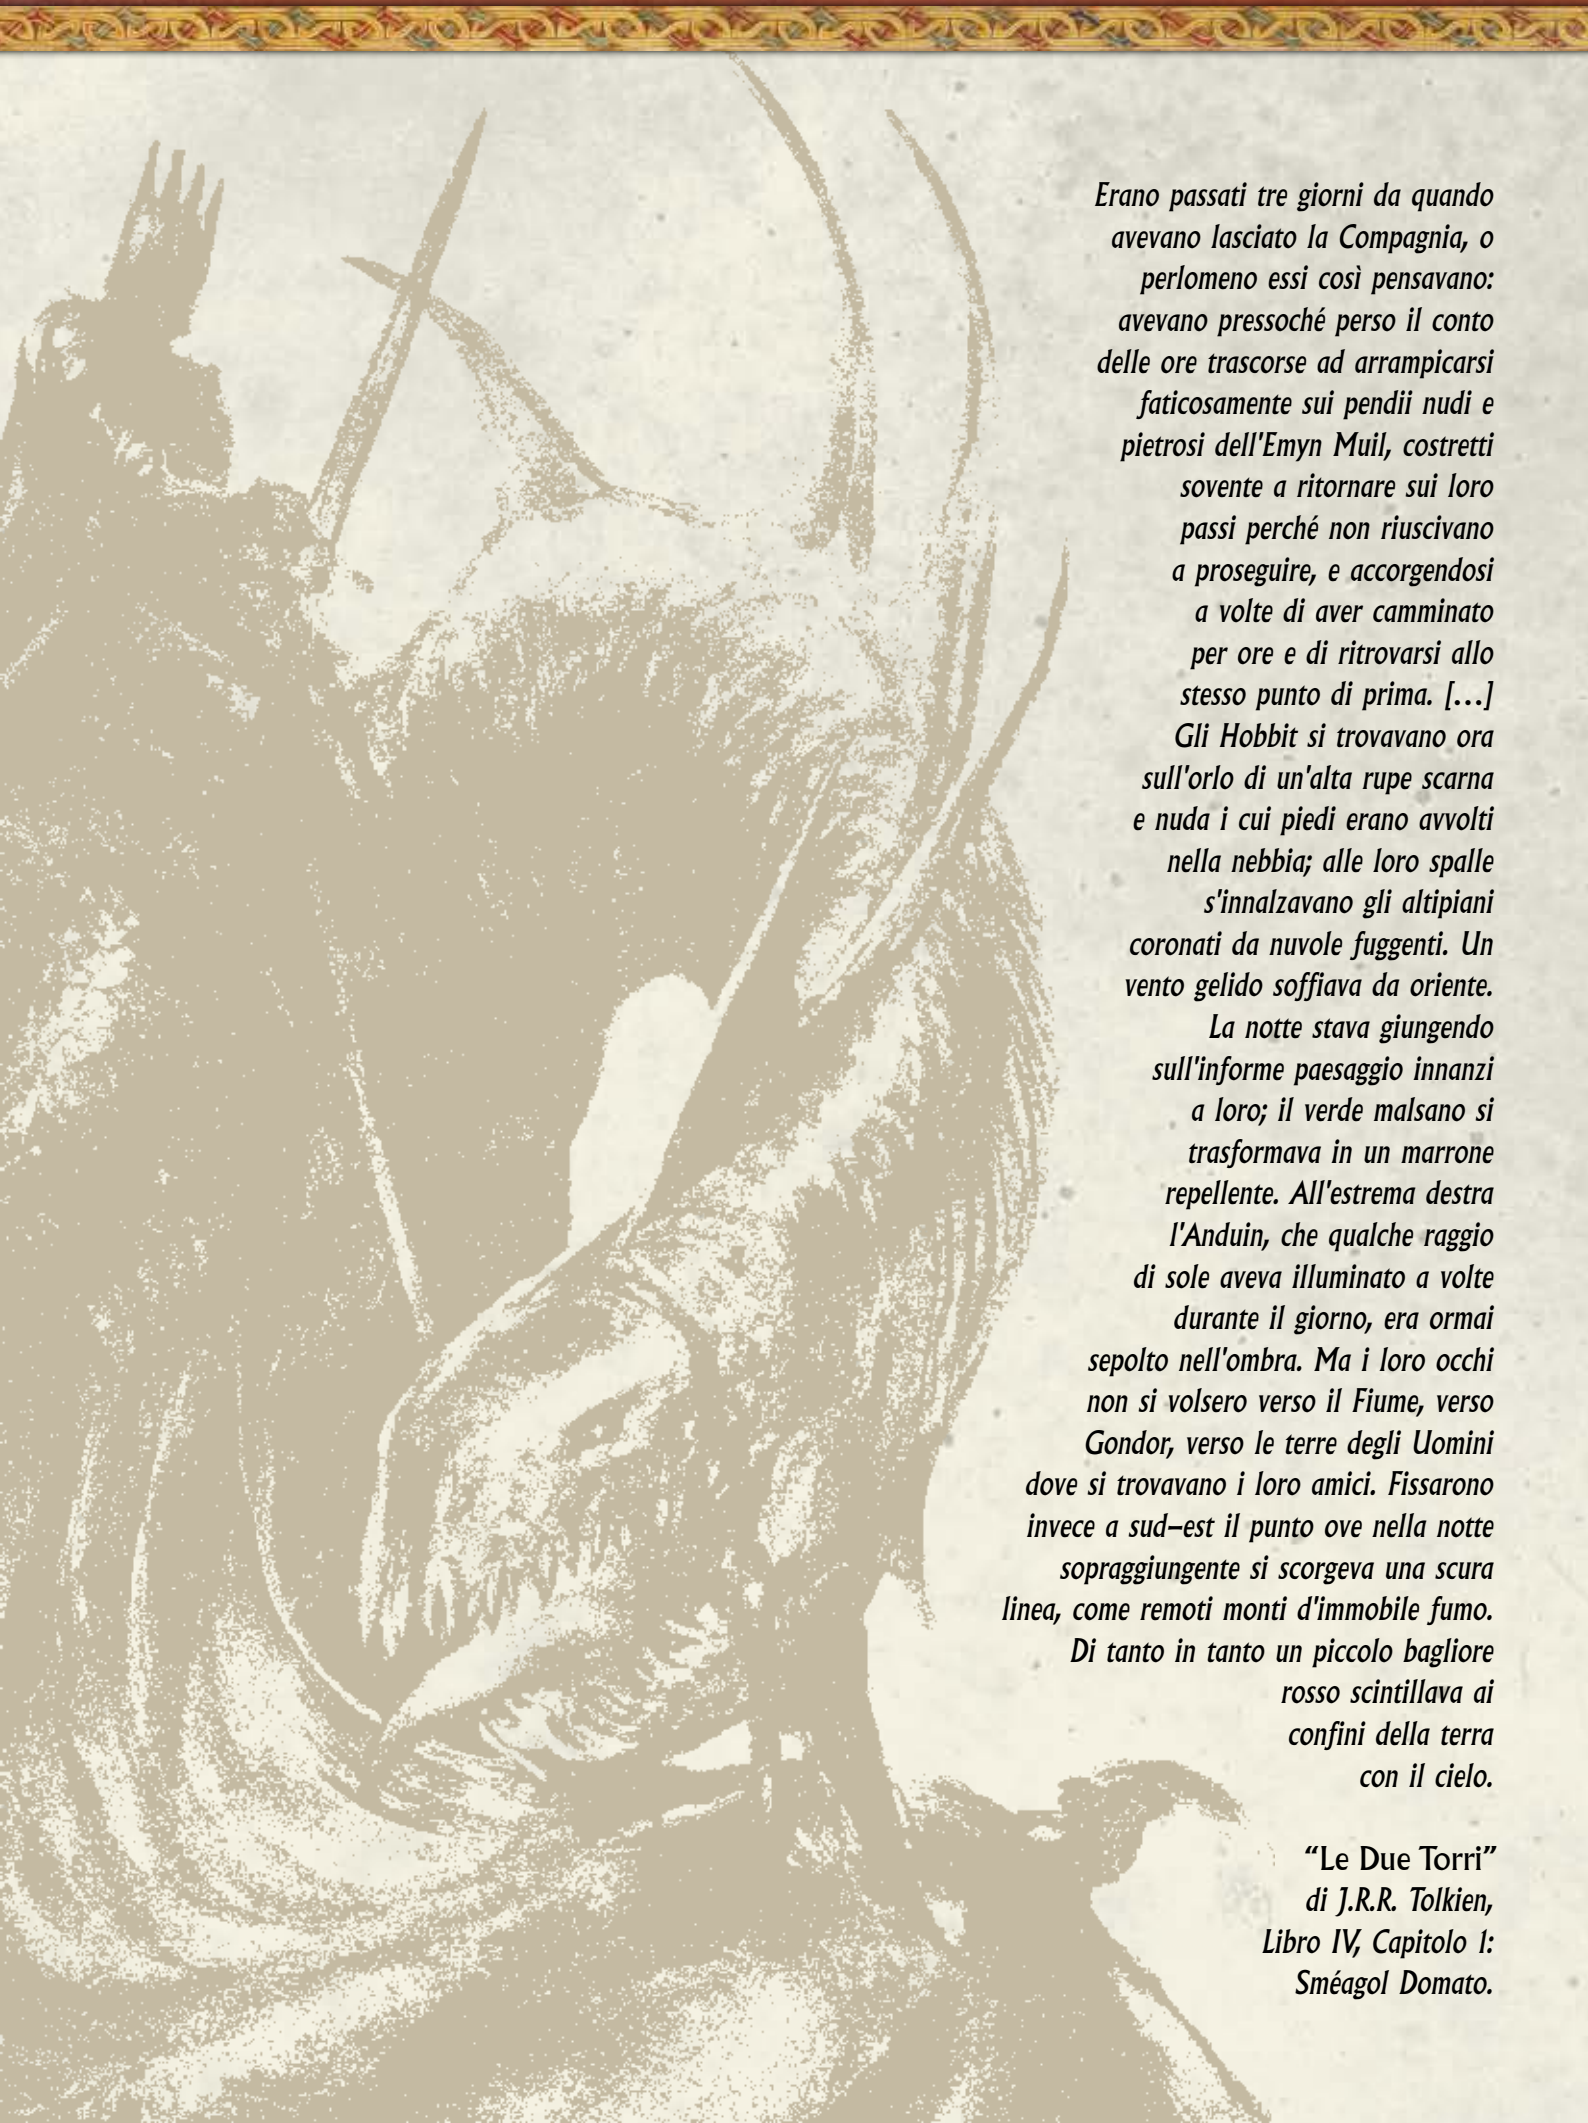 Erano passati tre giorni da quando
avevano lasciato la Compagnia, o
perlomeno essi così pensavano:
avevano pressoché perso il conto
delle ore trascorse ad arrampicarsi
faticosamente sui pendii nudi e
pietrosi dell'Emyn Muil, costretti
sovente a ritornare sui loro
passi perché non riuscivano
a proseguire, e accorgendosi
a volte di aver camminato
per ore e di ritrovarsi allo
stesso punto di prima. [...]
Gli Hobbit si trovavano ora
sull'orlo di un'alta rupe scarna
e nuda i cui piedi erano avvolti
nella nebbia; alle loro spalle
s'innalzavano gli altipiani
coronati da nuvole fuggenti. Un
vento gelido soffiava da oriente.
La notte stava giungendo
sull'informe paesaggio innanzi
a loro; il verde malsano si
trasformava in un marrone
repellente. All'estrema destra
l'Anduin, che qualche raggio
di sole aveva illuminato a volte
durante il giorno, era ormai
sepolto nell'ombra. Ma i loro occhi
non si volsero verso il Fiume, verso
Gondor, verso le terre degli Uomini
dove si trovavano i loro amici. Fissarono
invece a sud–est il punto ove nella notte
sopraggiungente si scorgeva una scura
linea, come remoti monti d'immobile fumo.
Di tanto in tanto un piccolo bagliore
rosso scintillava ai
confini della terra
con il cielo.
“Le Due Torri”
di J.R.R. Tolkien,
Libro IV, Capitolo 1:
Sméagol Domato.